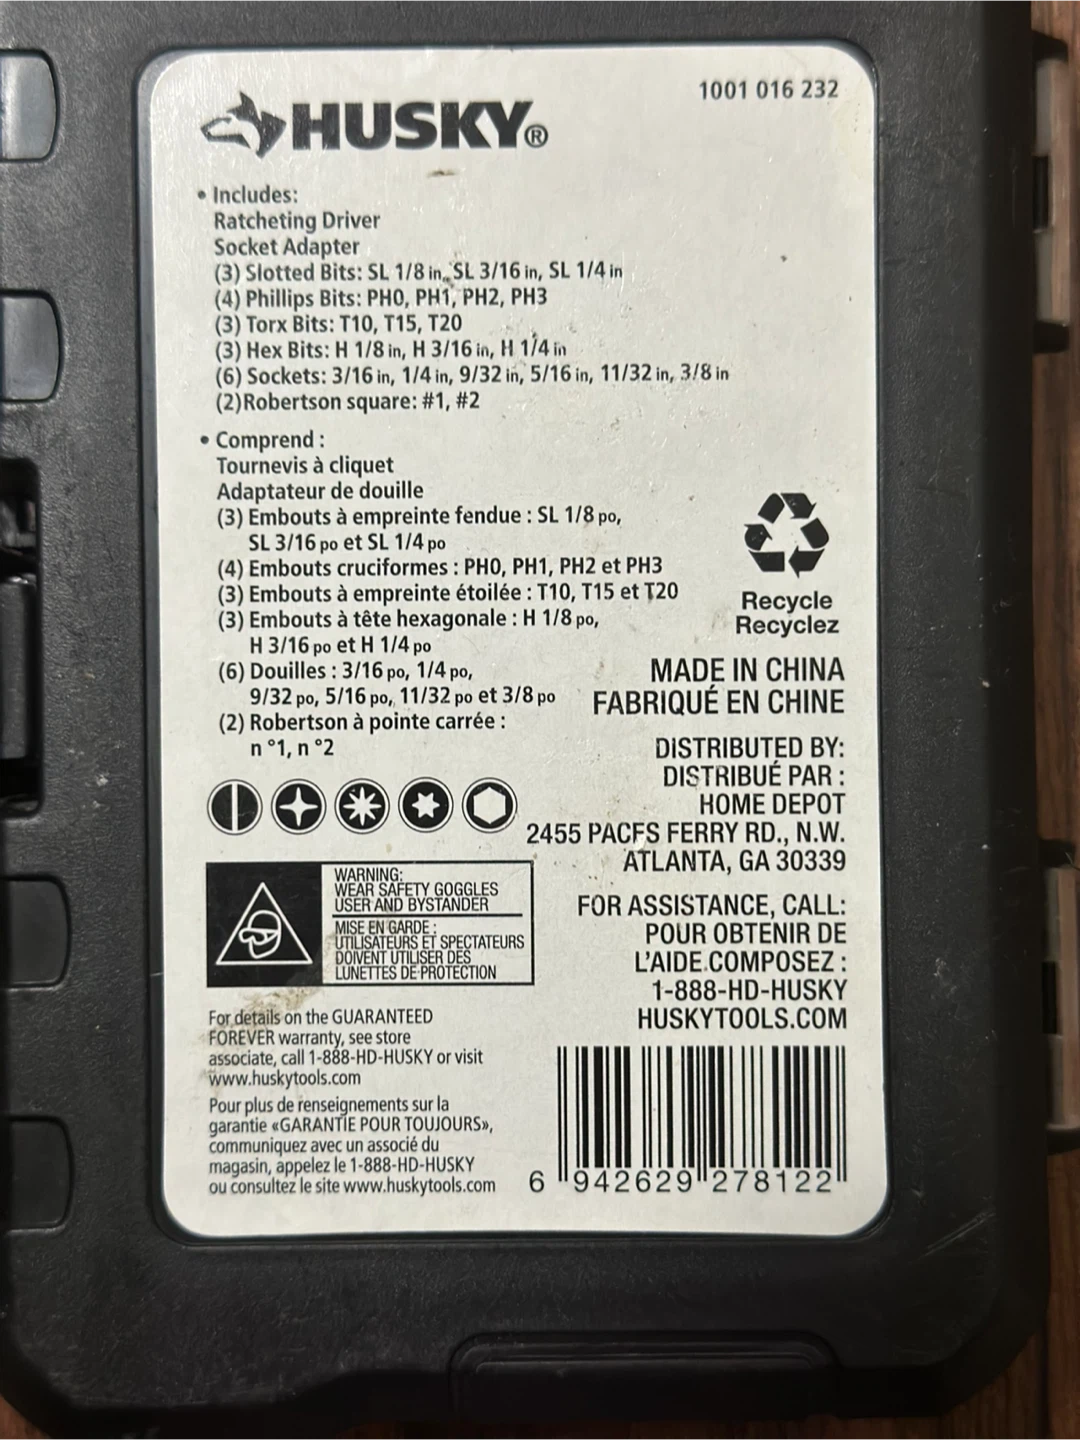 HUSKY®
1001 016 232
• Includes:
Ratcheting Driver
Socket Adapter
(3) Slotted Bits: SL 1/8 in, SL 3/16 in, SL 1/4 in
(4) Phillips Bits: PH0, PH1, PH2, PH3
(3) Torx Bits: T10, T15, T20
(3) Hex Bits: H 1/8 in, H 3/16 in, H 1/4 in
(6) Sockets: 3/16 in, 1/4 in, 9/32 in, 5/16 in, 11/32 in, 3/8 in
(2)Robertson square: #1, #2
• Comprend :
Tournevis à cliquet
Adaptateur de douille
(3) Embouts à empreinte fendue : SL 1/8 po,
SL 3/16 po et SL 1/4 po
(4) Embouts cruciformes : PH0, PH1, PH2 et PH3
(3) Embouts à empreinte étoilée : T10, T15 et T20
(3) Embouts à tête hexagonale : H 1/8 po,
H 3/16 po et H 1/4 po
(6) Douilles : 3/16 po, 1/4 po,
9/32 po, 5/16 po, 11/32 po et 3/8 po
(2) Robertson à pointe carrée :
n °1, n °2
Recycle
Recyclez
MADE IN CHINA
FABRIQUÉ EN CHINE
DISTRIBUTED BY:
DISTRIBUÉ PAR :
HOME DEPOT
2455 PACFS FERRY RD., N.W.
ATLANTA, GA 30339
FOR ASSISTANCE, CALL:
POUR OBTENIR DE
L'AIDE.COMPOSEZ :
1-888-HD-HUSKY
HUSKYTOOLS.COM
WARNING:
WEAR SAFETY GOGGLES
USER AND BYSTANDER
MISE EN GARDE :
UTILISATEURS ET SPECTATEURS
DOIVENT UTILISER DES
LUNETTES DE PROTECTION
For details on the GUARANTEED
FOREVER warranty, see store
associate, call 1-888-HD-HUSKY or visit
www.huskytools.com
Pour plus de renseignements sur la
garantie «GARANTIE POUR TOUJOURS»,
communiquez avec un associé du
magasin, appelez le 1-888-HD-HUSKY
ou consultez le site www.huskytools.com
6 942629 278122